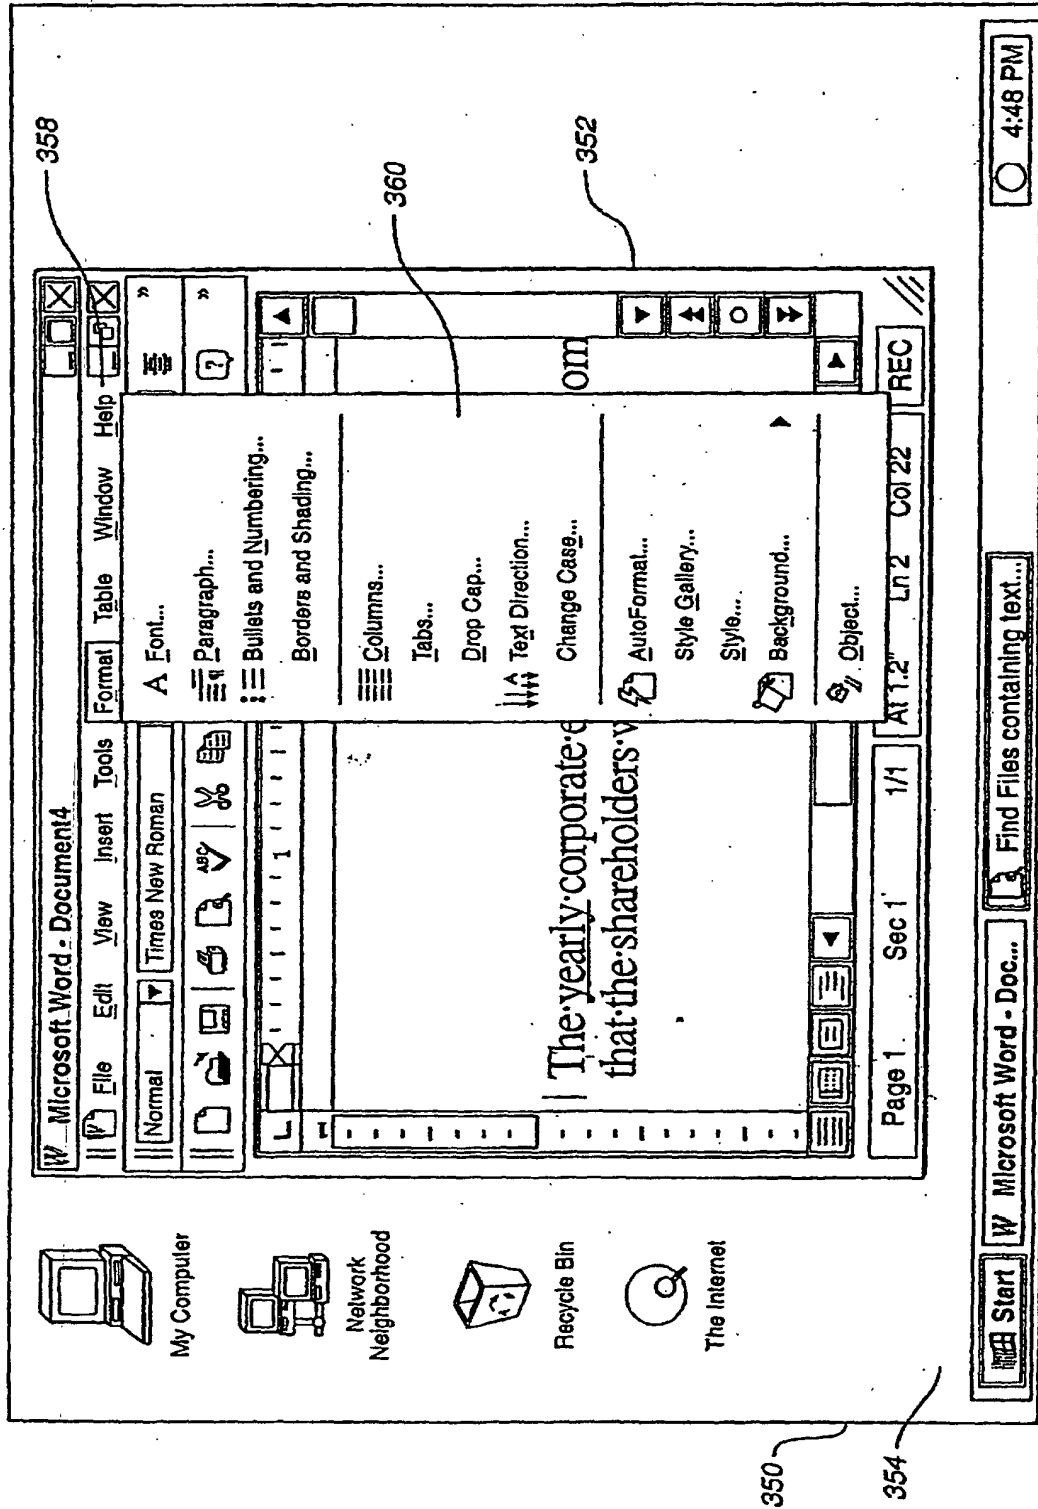 W Microsoft Word - Document4
File Edit View Insert Tools Format Table Window Help
Normal Times New Roman
ABC ?
L 1
A Font...
Paragraph...
Bullets and Numbering...
Borders and Shading...
Columns...
Tabs...
Drop Cap...
Text Direction...
Change Case...
AutoFormat...
Style Gallery...
Style...
Background...
Object...
The·yearly·corporate·e
om
that·the·shareholders·v
Page 1 Sec 1 1/1 At 1.2" Ln 2 Col 22 REC
My Computer
Network
Neighborhood
Recycle Bin
The Internet
Start W Microsoft Word - Doc... Find Files containing text... 4:48 PM
358
360
352
350
354